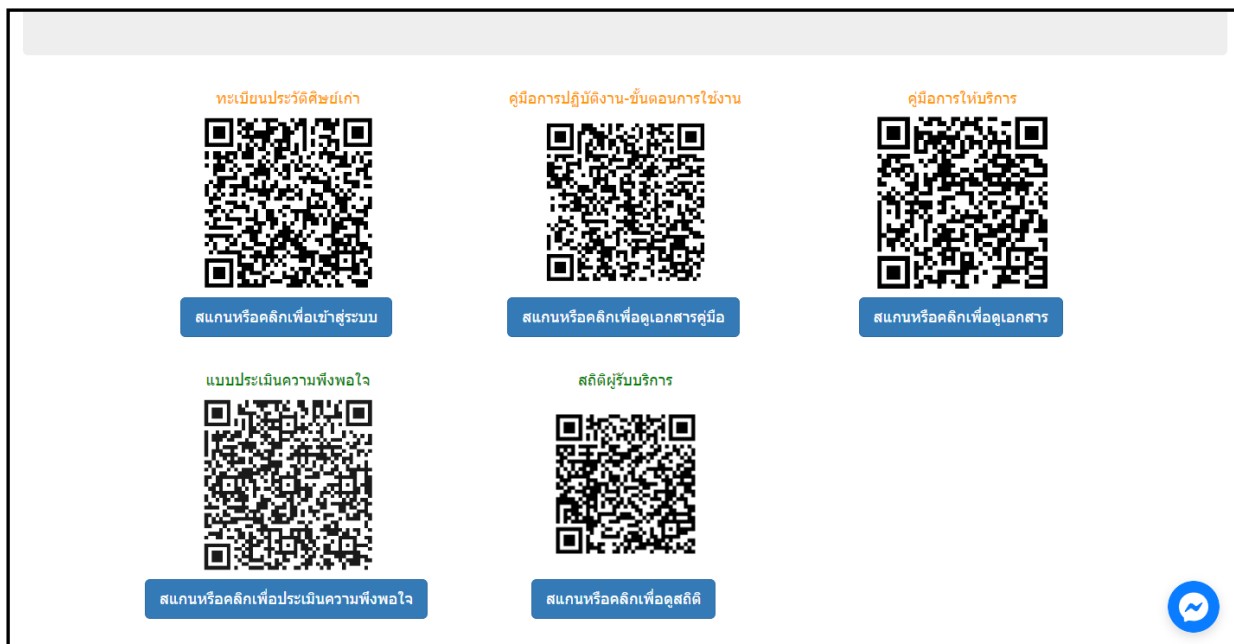 ทะเบียนประวัติศิษย์เก่า
คู่มือการปฏิบัติงาน-ขั้นตอนการใช้งาน
คู่มือการให้บริการ
สแกนหรือคลิกเพื่อเข้าสู่ระบบ
สแกนหรือคลิกเพื่อดูเอกสารคู่มือ
สแกนหรือคลิกเพื่อดูเอกสาร
แบบประเมินความพึงพอใจ
สถิติผู้รับบริการ
สแกนหรือคลิกเพื่อประเมินความพึงพอใจ
สแกนหรือคลิกเพื่อดูสถิติ